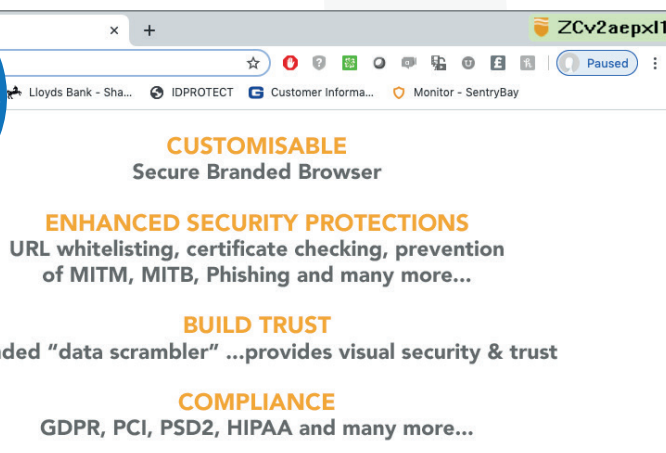 × +
ZCv2aepxl1
Paused
Lloyds Bank - Sha... IDPROTECT Customer Informa... Monitor - SentryBay
CUSTOMISABLE
Secure Branded Browser
ENHANCED SECURITY PROTECTIONS
URL whitelisting, certificate checking, prevention
of MITM, MITB, Phishing and many more...
BUILD TRUST
“data scrambler” ...provides visual security & trust
COMPLIANCE
GDPR, PCI, PSD2, HIPAA and many more...